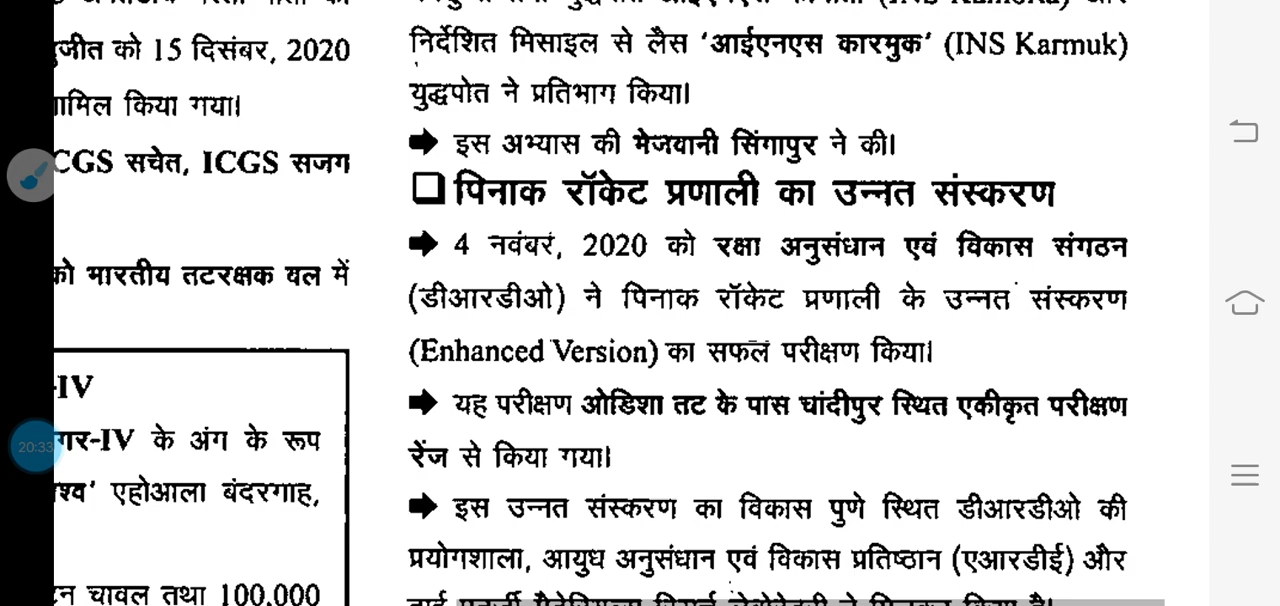 को 15 दिसंबर, 2020
किया गया।
CGS सचेत, ICGS सजग
को भारतीय तटरक्षक बल में
-IV
20:33
-IV के अंग के रूप
एहोआला बंदरगाह,
चावल तथा 100,000
निर्देशित मिसाइल से लैस ‘आईएनएस कारमुक’ (INS Karmuk)
युद्धपोत ने प्रतिभाग किया।
➡ इस अभ्यास की मेजबानी सिंगापुर ने की।
❑ पिनाक रॉकेट प्रणाली का उन्नत संस्करण
➡ 4 नवंबर, 2020 को रक्षा अनुसंधान एवं विकास संगठन
(डीआरडीओ) ने पिनाक रॉकेट प्रणाली के उन्नत संस्करण
(Enhanced Version) का सफल परीक्षण किया।
➡ यह परीक्षण ओडिशा तट के पास चांदीपुर स्थित एकीकृत परीक्षण
रेंज से किया गया।
➡ इस उन्नत संस्करण का विकास पुणे स्थित डीआरडीओ की
प्रयोगशाला, आयुध अनुसंधान एवं विकास प्रतिष्ठान (एआरडीई) और